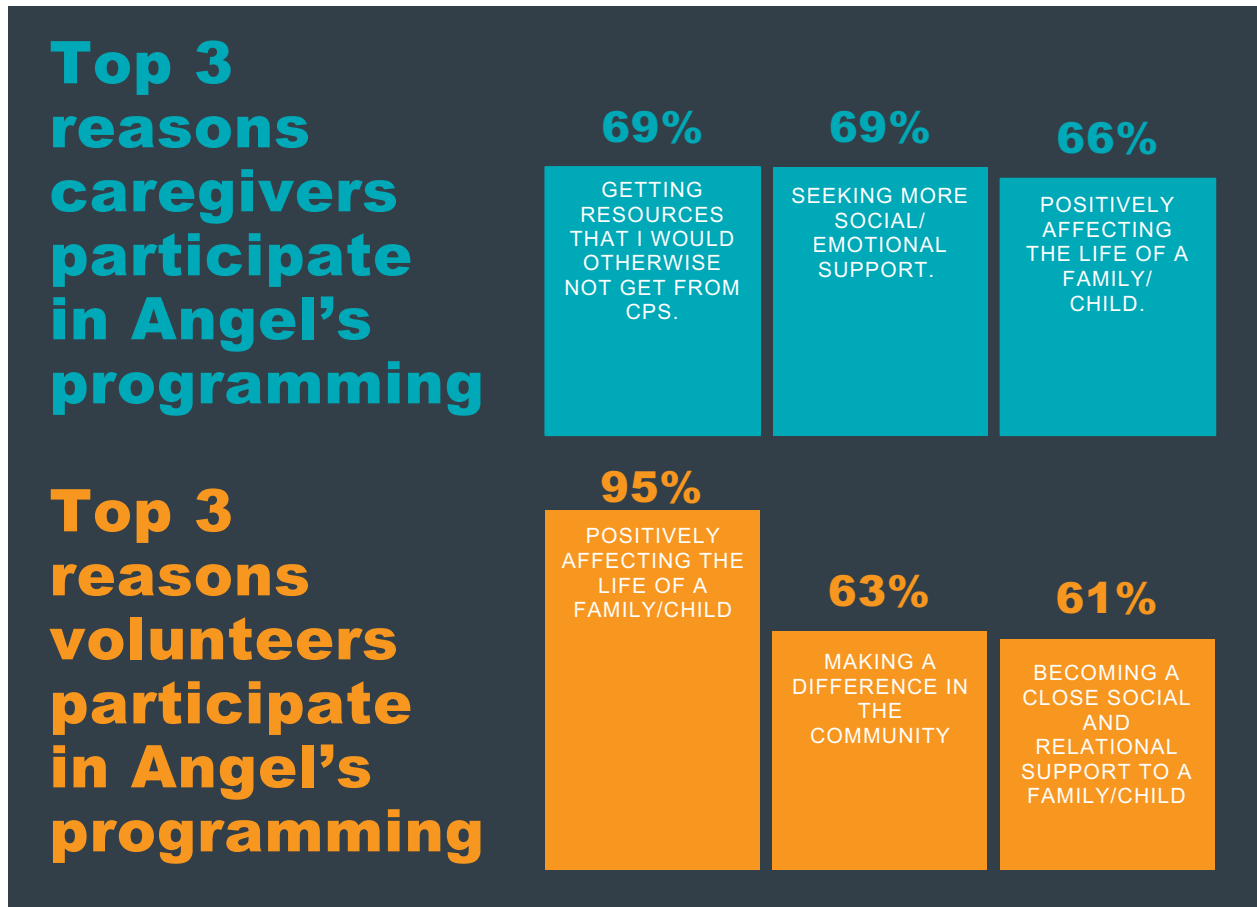 Top 3
reasons
caregivers
participate
in Angel’s
programming
69%
GETTING
RESOURCES
THAT I WOULD
OTHERWISE
NOT GET FROM
CPS.
69%
SEEKING MORE
SOCIAL/
EMOTIONAL
SUPPORT.
66%
POSITIVELY
AFFECTING
THE LIFE OF A
FAMILY/
CHILD.
Top 3
reasons
volunteers
participate
in Angel’s
programming
95%
POSITIVELY
AFFECTING THE
LIFE OF A
FAMILY/CHILD
63%
MAKING A
DIFFERENCE IN
THE
COMMUNITY
61%
BECOMING A
CLOSE SOCIAL
AND
RELATIONAL
SUPPORT TO A
FAMILY/CHILD